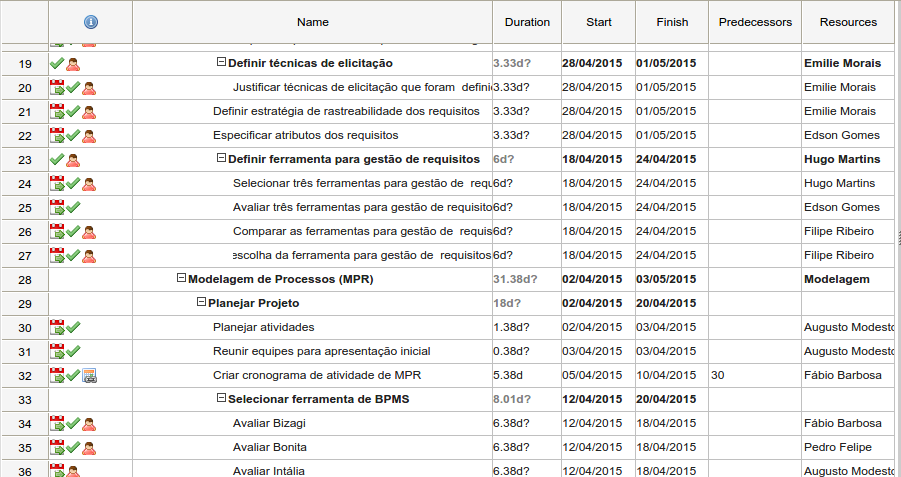 Name Duration Start Finish Predecessors Resources
19 Definir técnicas de elicitação 3.33d? 28/04/2015 01/05/2015 Emilie Morais
20 Justificar técnicas de elicitação que foram defini 3.33d? 28/04/2015 01/05/2015 Emilie Morais
21 Definir estratégia de rastreabilidade dos requisitos 3.33d? 28/04/2015 01/05/2015 Emilie Morais
22 Especificar atributos dos requisitos 3.33d? 28/04/2015 01/05/2015 Edson Gomes
23 Definir ferramenta para gestão de requisitos 6d? 18/04/2015 24/04/2015 Hugo Martins
24 Selecionar três ferramentas para gestão de requ 6d? 18/04/2015 24/04/2015 Hugo Martins
25 Avaliar três ferramentas para gestão de requisito 6d? 18/04/2015 24/04/2015 Edson Gomes
26 Comparar as ferramentas para gestão de requis 6d? 18/04/2015 24/04/2015 Filipe Ribeiro
27 escolha da ferramenta para gestão de requisitos 6d? 18/04/2015 24/04/2015 Filipe Ribeiro
28 Modelagem de Processos (MPR) 31.38d? 02/04/2015 03/05/2015 Modelagem
29 Planejar Projeto 18d? 02/04/2015 20/04/2015
30 Planejar atividades 1.38d? 02/04/2015 03/04/2015 Augusto Modesto
31 Reunir equipes para apresentação inicial 0.38d? 03/04/2015 03/04/2015 Augusto Modesto
32 Criar cronograma de atividade de MPR 5.38d 05/04/2015 10/04/2015 30 Fábio Barbosa
33 Selecionar ferramenta de BPMS 8.01d? 12/04/2015 20/04/2015
34 Avaliar Bizagi 6.38d? 12/04/2015 18/04/2015 Fábio Barbosa
35 Avaliar Bonita 6.38d? 12/04/2015 18/04/2015 Pedro Felipe
36 Avaliar Intália 6.38d? 12/04/2015 18/04/2015 Augusto Modesto